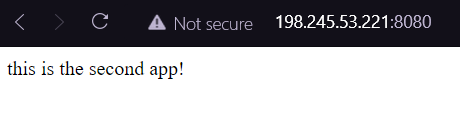 Not secure 198.245.53.221:8080
this is the second app!